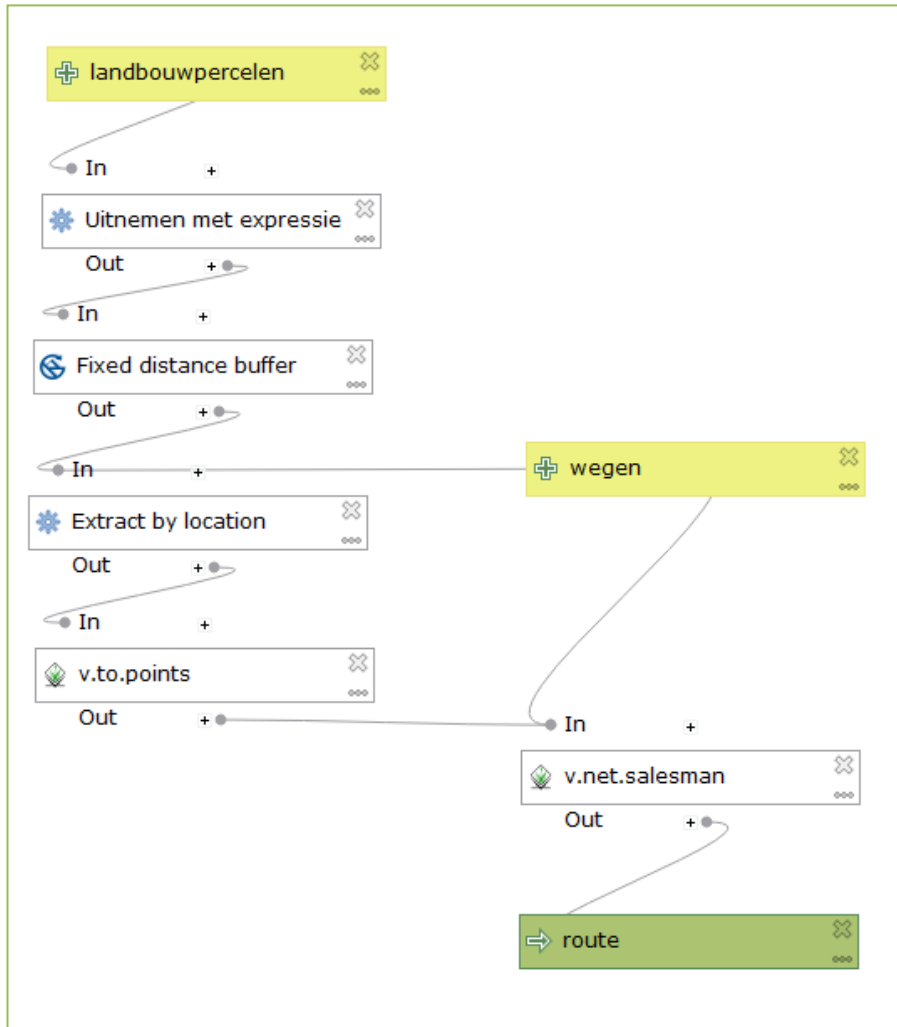 landbouwpercelen
In
Uitnemen met expressie
Out
In
Fixed distance buffer
Out
In
wegen
Extract by location
Out
In
v.to.points
Out
In
v.net.salesman
Out
route